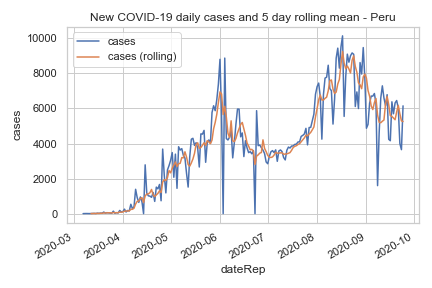 New COVID-19 daily cases and 5 day rolling mean - Peru
cases
cases (rolling)
10000
8000
6000
4000
2000
0
cases
2020-03
2020-04
2020-05
2020-06
2020-07
2020-08
2020-09
2020-10
dateRep